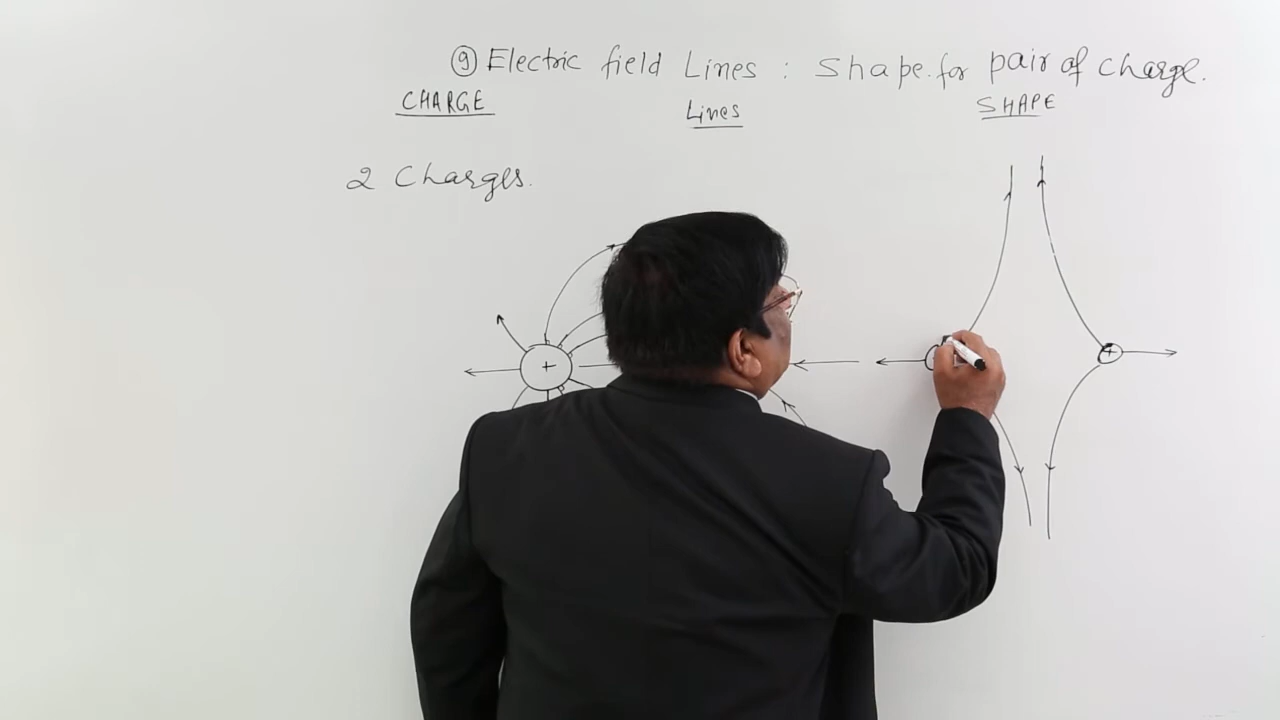 ⑨ Electric field Lines : Shape for pair of charge.
CHARGE Lines SHAPE
2 Charges.
+
+